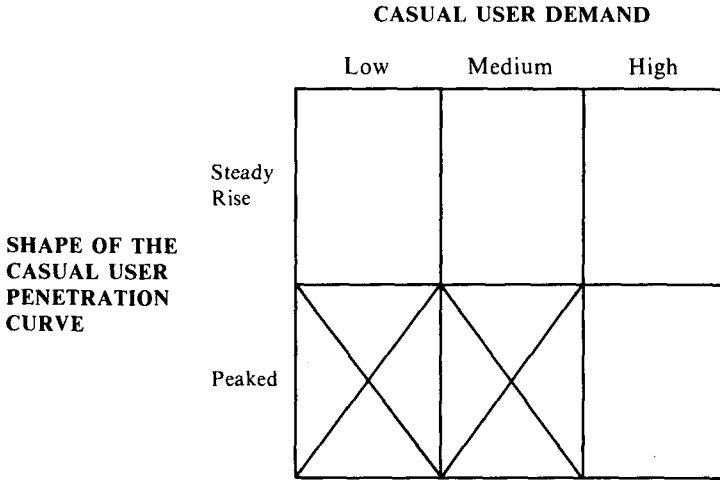 CASUAL USER DEMAND
Low Medium High
Steady
Rise
SHAPE OF THE
CASUAL USER
PENETRATION
CURVE
Peaked